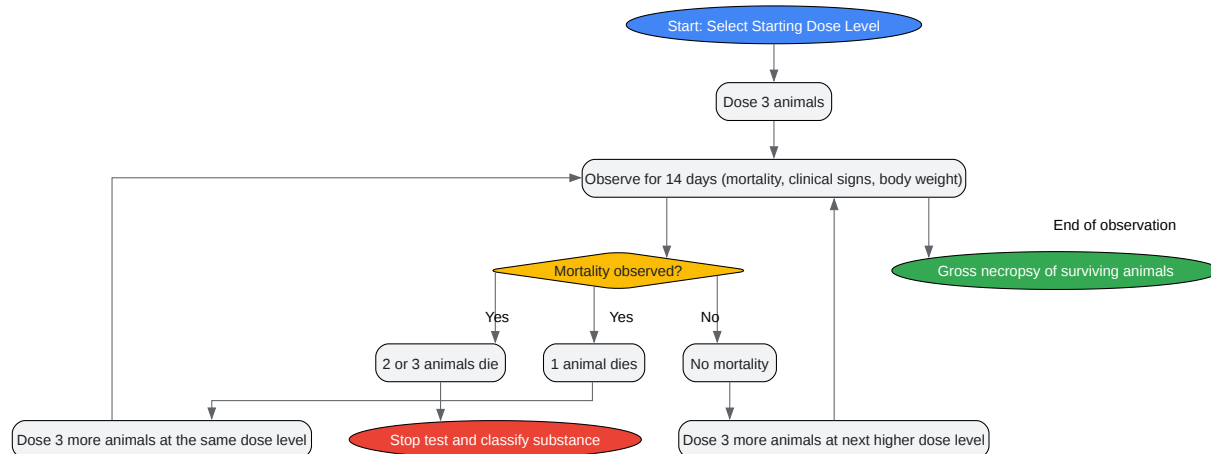 Start: Select Starting Dose Level
Dose 3 animals
Observe for 14 days (mortality, clinical signs, body weight)
End of observation
Mortality observed?
Gross necropsy of surviving animals
Yes
Yes
No
2 or 3 animals die
1 animal dies
No mortality
Dose 3 more animals at the same dose level
Stop test and classify substance
Dose 3 more animals at next higher dose level